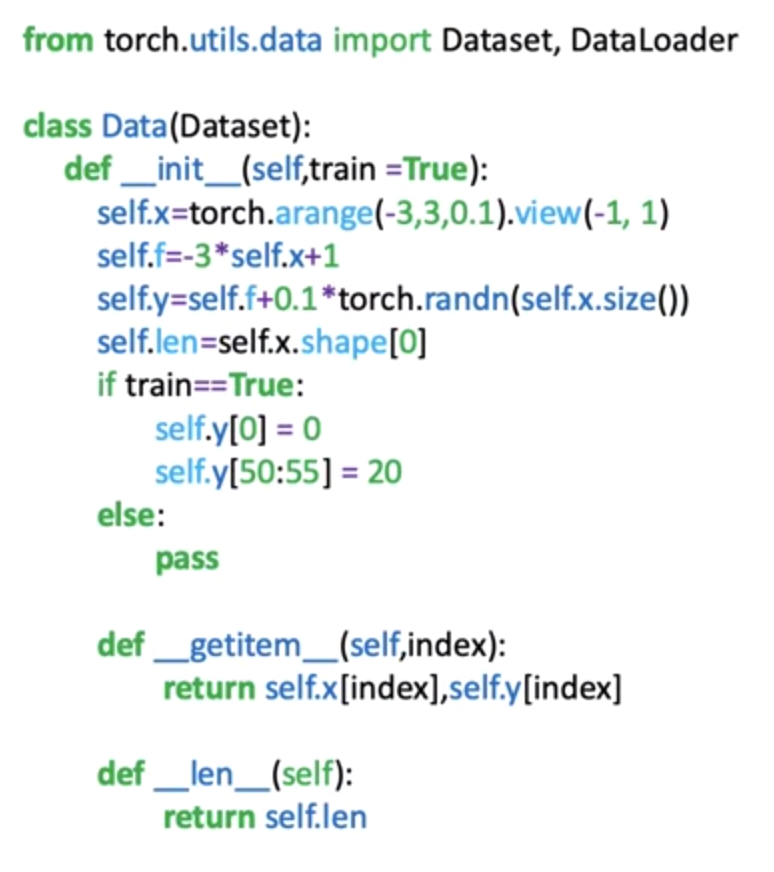 from torch.utils.data import Dataset, DataLoader
class Data(Dataset):
def __init__(self,train =True):
self.x=torch.arange(-3,3,0.1).view(-1, 1)
self.f=-3*self.x+1
self.y=self.f+0.1*torch.randn(self.x.size())
self.len=self.x.shape[0]
if train==True:
self.y[0] = 0
self.y[50:55] = 20
else:
pass
def __getitem__(self,index):
return self.x[index],self.y[index]
def __len__(self):
return self.len